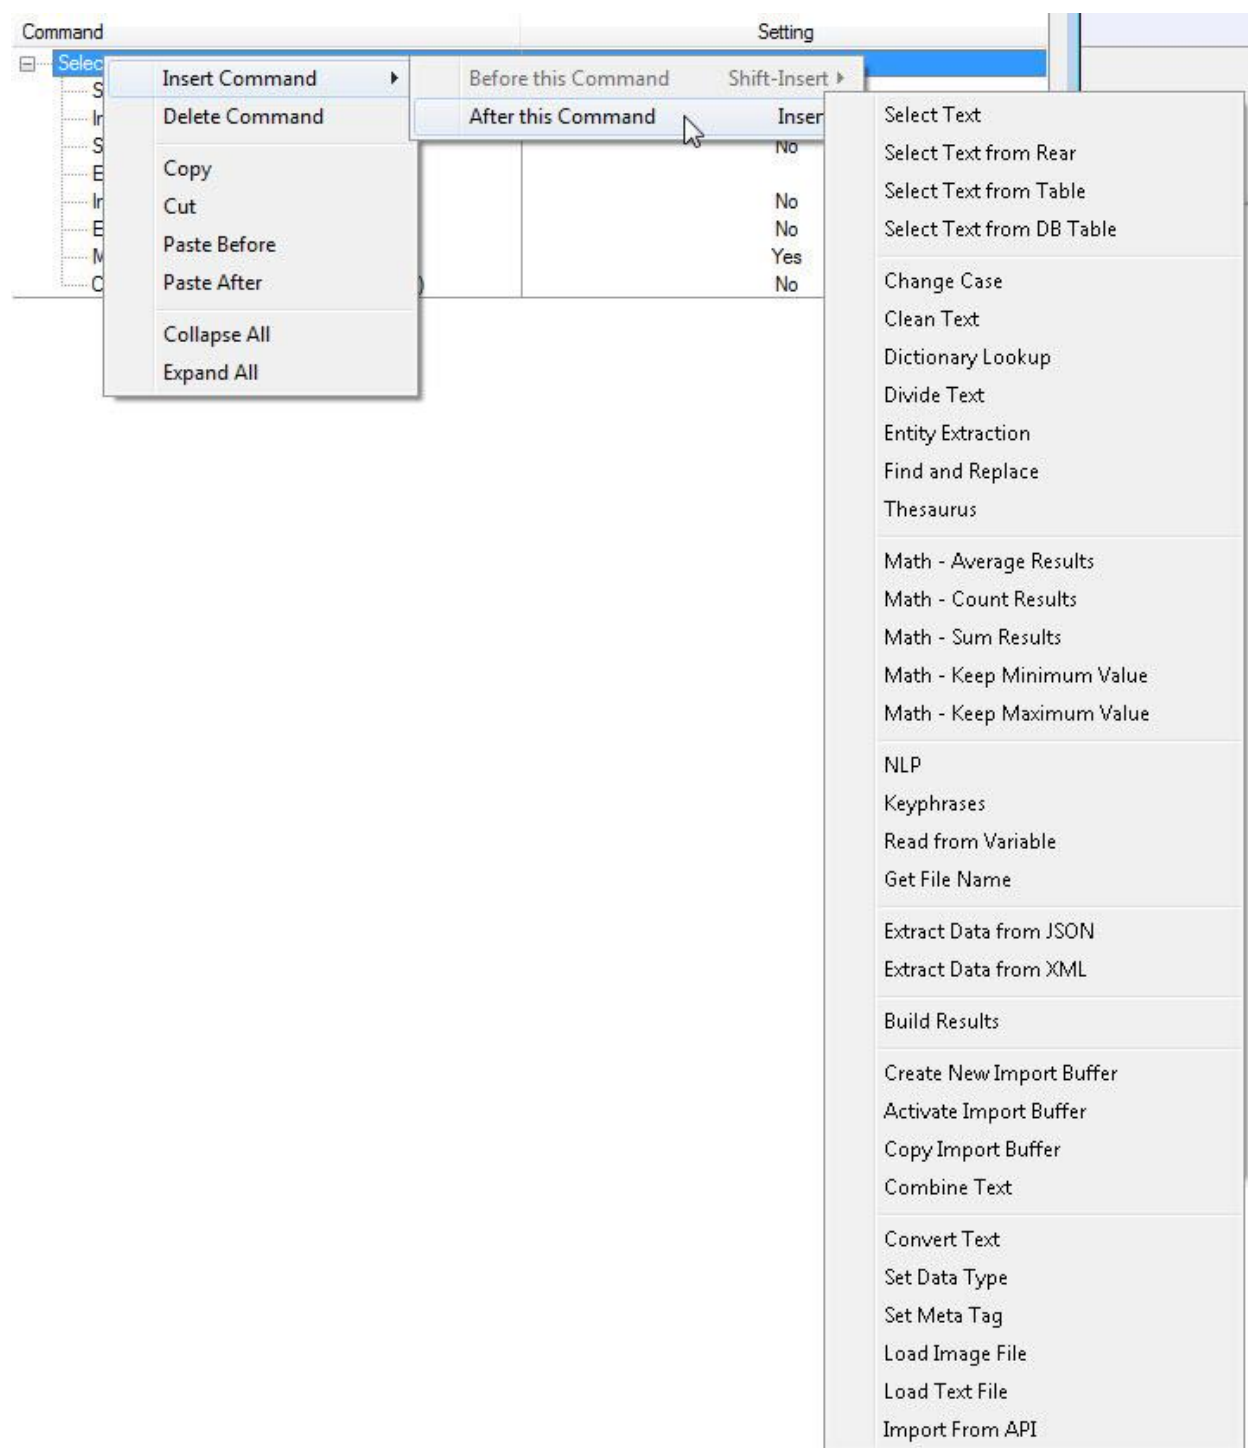 Command Setting
Selec
S
Ir
S No
E
Ir No
E No
M Yes
C ) No
Insert Command
Delete Command
Copy
Cut
Paste Before
Paste After
Collapse All
Expand All
Before this Command Shift-Insert
After this Command Inser
Select Text
Select Text from Rear
Select Text from Table
Select Text from DB Table
Change Case
Clean Text
Dictionary Lookup
Divide Text
Entity Extraction
Find and Replace
Thesaurus
Math - Average Results
Math - Count Results
Math - Sum Results
Math - Keep Minimum Value
Math - Keep Maximum Value
NLP
Keyphrases
Read from Variable
Get File Name
Extract Data from JSON
Extract Data from XML
Build Results
Create New Import Buffer
Activate Import Buffer
Copy Import Buffer
Combine Text
Convert Text
Set Data Type
Set Meta Tag
Load Image File
Load Text File
Import From API